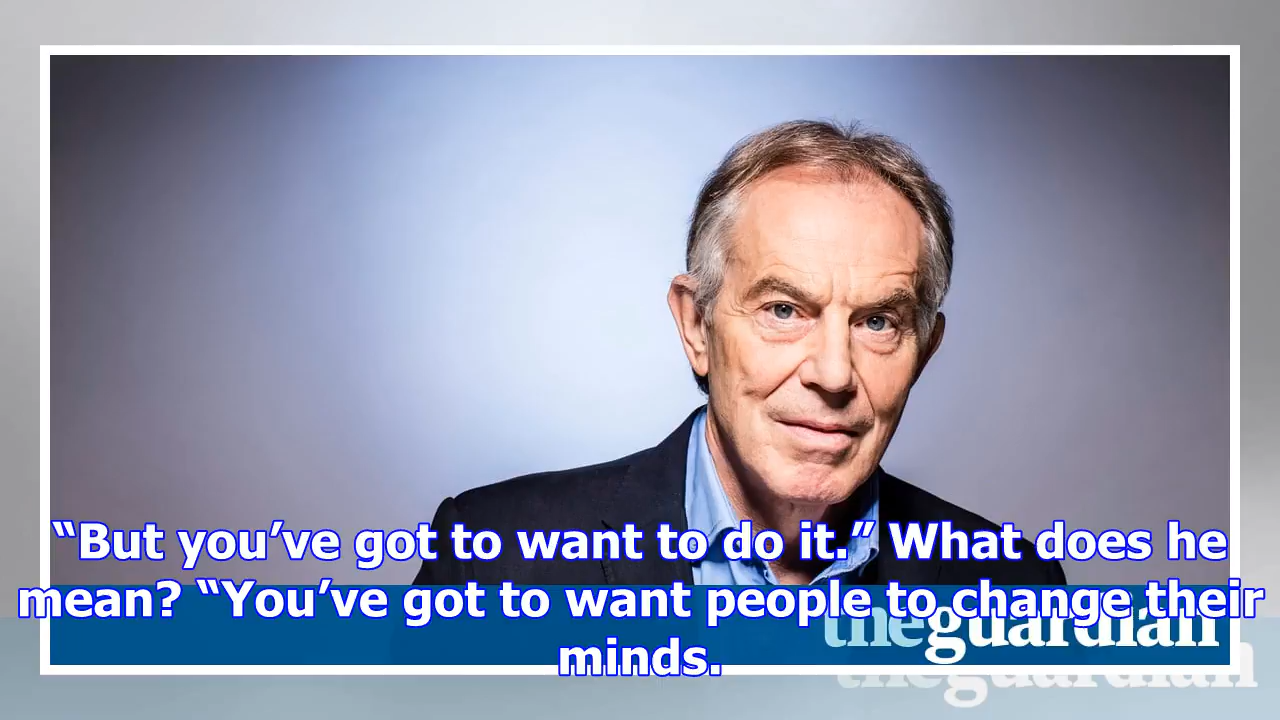 “But you’ve got to want to do it.” What does he
mean? “You’ve got to want people to change their
minds.
theguardian
theguardian